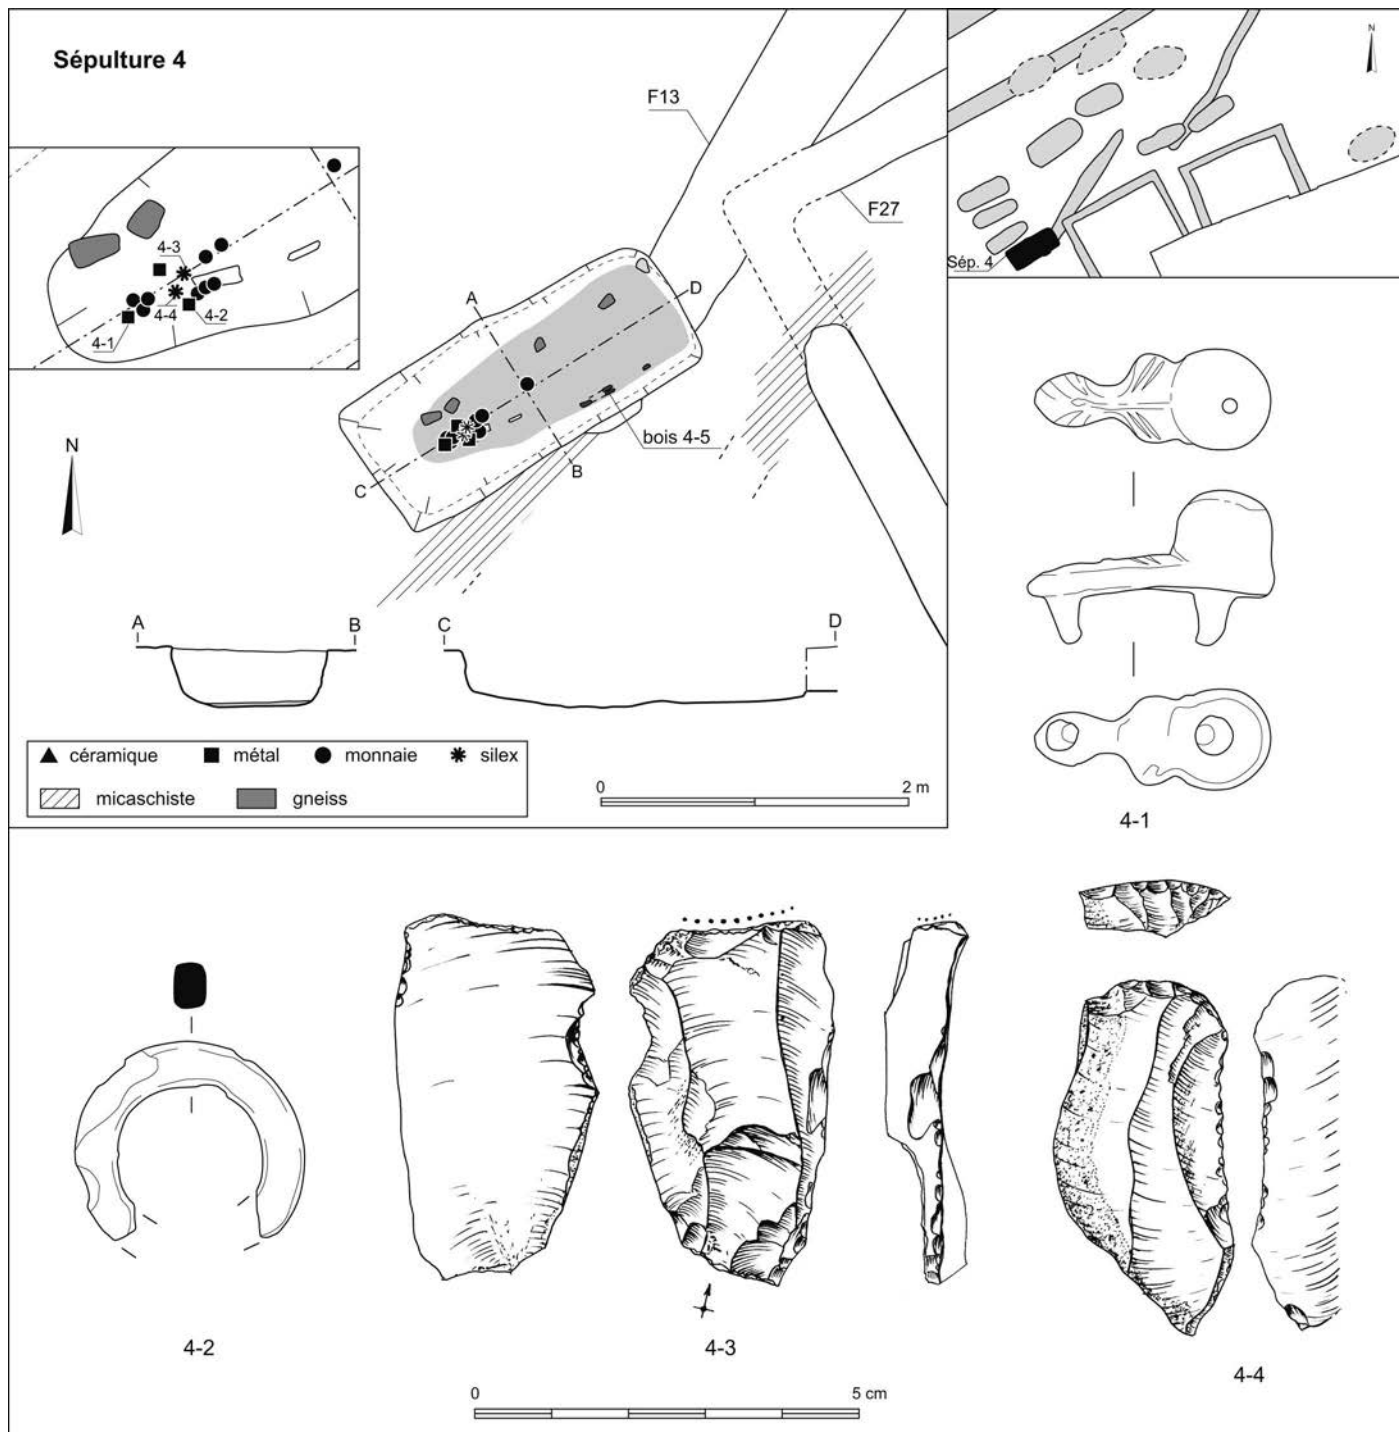 Sépulture 4
F13
N
4-3
4-4
4-2
4-1
F27
Sép. 4
A
D
bois 4-5
B
C
N
A B C D
céramique métal monnaie silex
micaschiste gneiss
0 2 m
4-1
4-2
4-3
4-4
0 5 cm